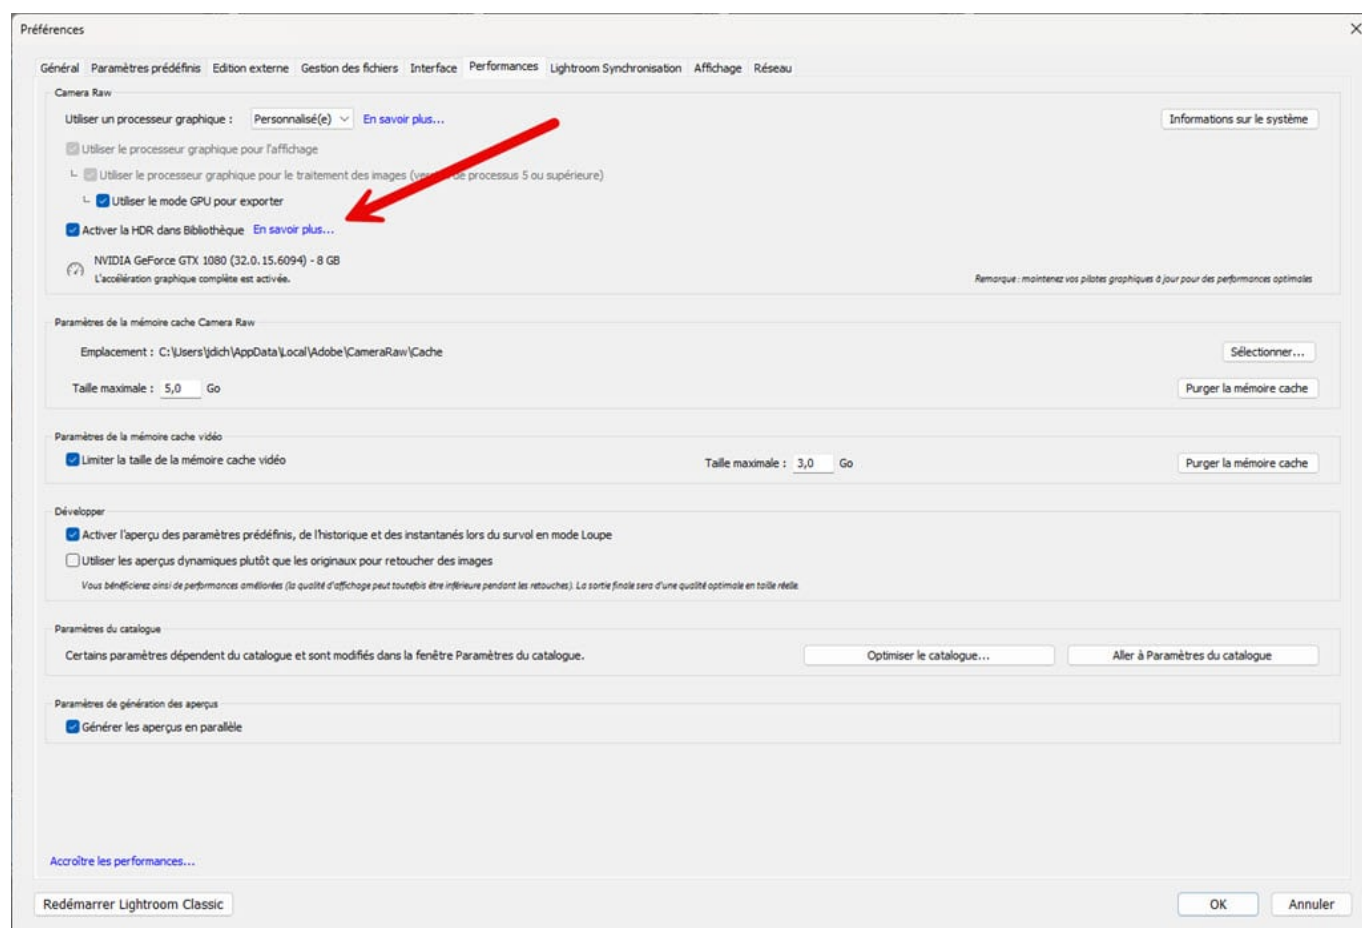 Préférences
Général Paramètres prédéfinis Edition externe Gestion des fichiers Interface Performances Lightroom Synchronisation Affichage Réseau
Camera Raw
Utiliser un processeur graphique : Personnalisé(e) En savoir plus... Informations sur le système
Utiliser le processeur graphique pour l'affichage
Utiliser le processeur graphique pour le traitement des images de processus 5 ou supérieure)
Utiliser le mode GPU pour exporter
Activer la HDR dans Bibliothèque En savoir plus...
NVIDIA GeForce GTX 1080 (32.0.15.6094) - 8 GB
L'accélération graphique complète est activée.
Remarque : maintenez vos pilotes graphiques à jour pour des performances optimales
Paramètres de la mémoire cache Camera Raw
Emplacement : C:\Users\jdich\AppData\Local\Adobe\CameraRaw\Cache Sélectionner...
Taille maximale : 5,0 Go Purger la mémoire cache
Paramètres de la mémoire cache vidéo
Limiter la taille de la mémoire cache vidéo Taille maximale : 3,0 Go Purger la mémoire cache
Développer
Activer l'aperçu des paramètres prédéfinis, de l'historique et des instantanés lors du survol en mode Loupe
Utiliser les aperçus dynamiques plutôt que les originaux pour retoucher des images
Vous bénéficierez ainsi de performances améliorées (la qualité d'affichage peut toutefois être inférieure pendant les retouches). La sortie finale sera d'une qualité optimale en taille réelle.
Paramètres du catalogue
Certains paramètres dépendent du catalogue et sont modifiés dans la fenêtre Paramètres du catalogue. Optimiser le catalogue... Aller à Paramètres du catalogue
Paramètres de génération des aperçus
Générer les aperçus en parallèle
Accroître les performances...
Redémarrer Lightroom Classic OK Annuler